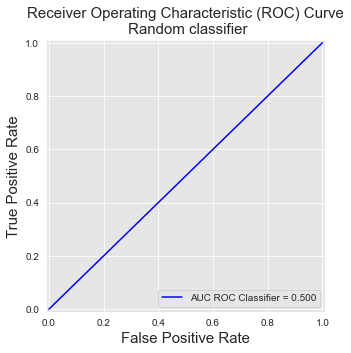 Receiver Operating Characteristic (ROC) Curve
Random classifier
True Positive Rate
1.0
0.8
0.6
0.4
0.2
0.0
AUC ROC Classifier = 0.500
0.0 0.2 0.4 0.6 0.8 1.0
False Positive Rate